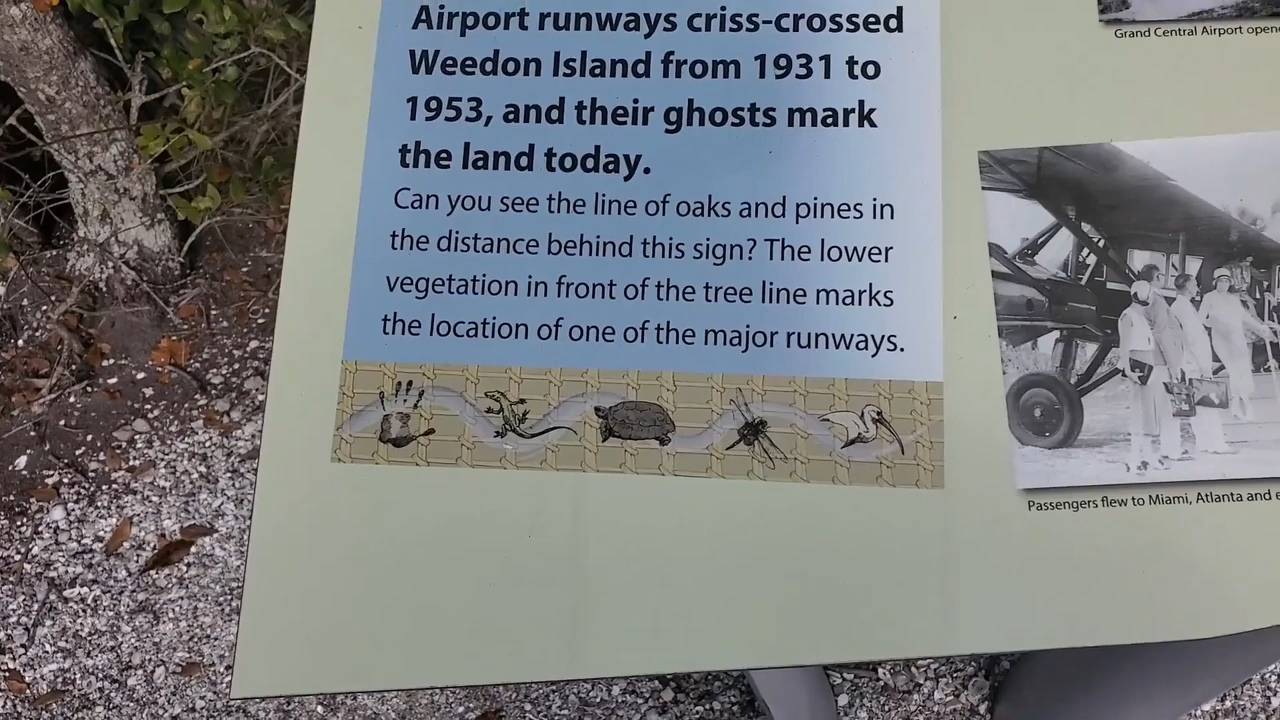 Airport runways criss-crossed
Weedon Island from 1931 to
1953, and their ghosts mark
the land today.
Can you see the line of oaks and pines in
the distance behind this sign? The lower
vegetation in front of the tree line marks
the location of one of the major runways.
Grand Central Airport opene
Passengers flew to Miami, Atlanta and e